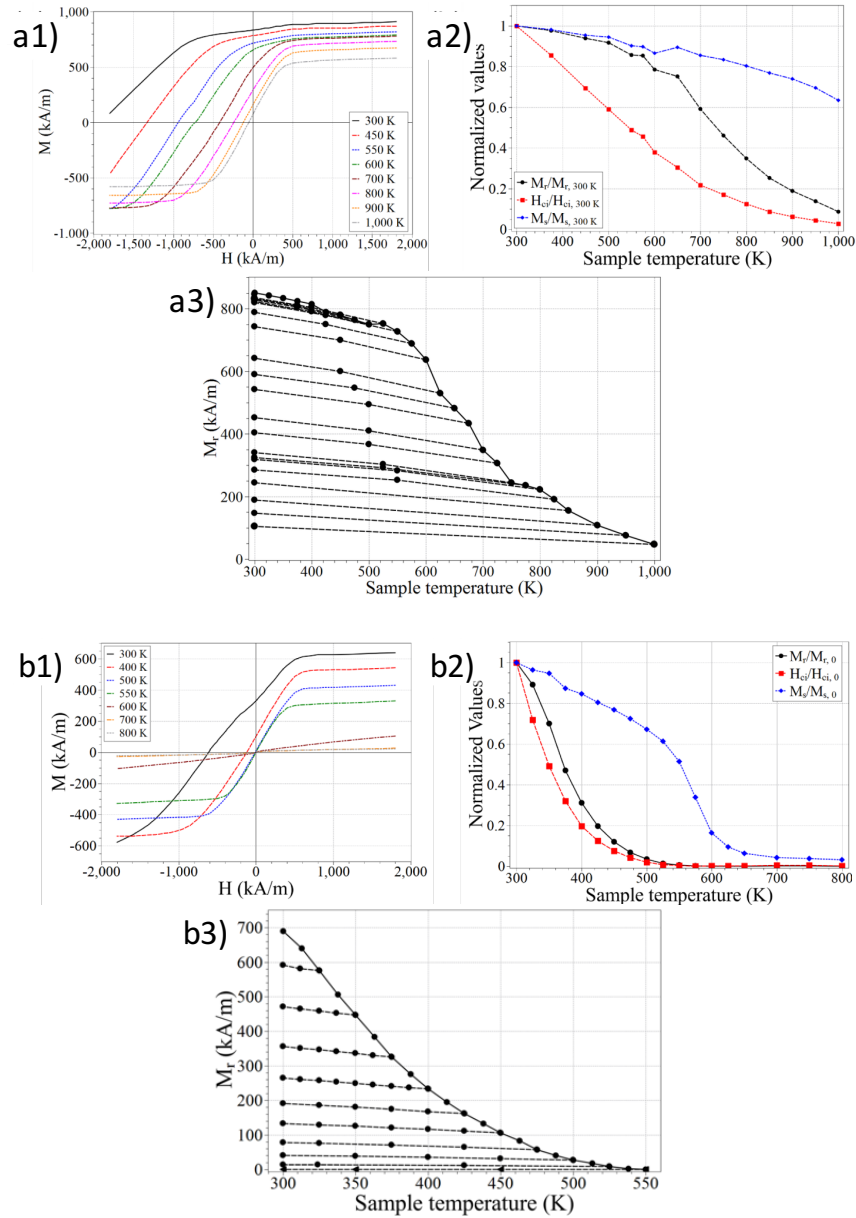 a1)
M (kA/m)
1,000
500
0
-500
-1,000
-2,000 -1,500 -1,000 -500 0 500 1,000 1,500 2,000
H (kA/m)
300 K
450 K
550 K
600 K
700 K
800 K
900 K
1,000 K
a2)
Normalized values
1
0.8
0.6
0.4
0.2
0
300 400 500 600 700 800 900 1,000
Sample temperature (K)
Mr/Mr, 300 K
Hci/Hci, 300 K
Ms/Ms, 300 K
a3)
Mr (kA/m)
800
600
400
200
0
300 400 500 600 700 800 900 1,000
Sample temperature (K)
b1)
M (kA/m)
600
400
200
0
-200
-400
-600
-2,000 -1,000 0 1,000 2,000
H (kA/m)
300 K
400 K
500 K
550 K
600 K
700 K
800 K
b2)
Normalized Values
1
0.8
0.6
0.4
0.2
0
300 400 500 600 700 800
Sample temperature (K)
Mr/Mr, 0
Hci/Hci, 0
Ms/Ms, 0
b3)
Mr (kA/m)
700
600
500
400
300
200
100
0
300 350 400 450 500 550
Sample temperature (K)